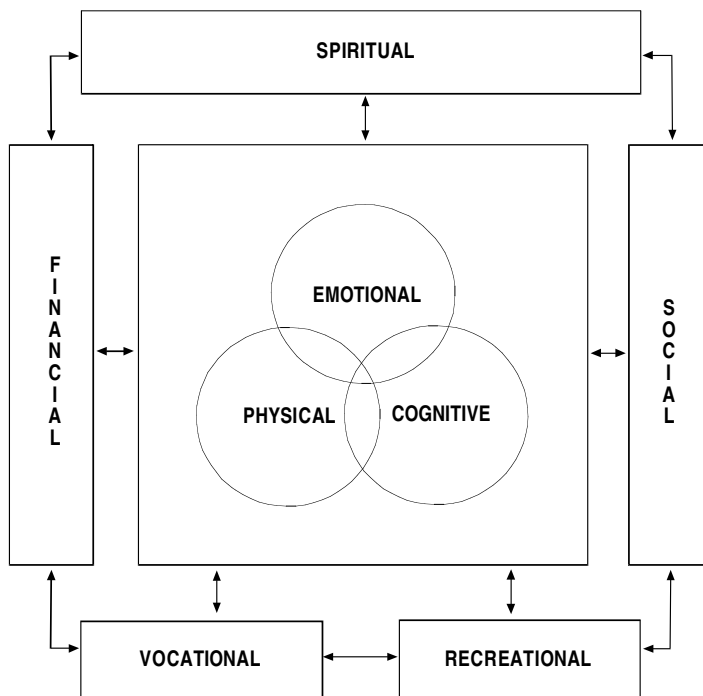 SPIRITUAL
FINANCIAL
EMOTIONAL
SOCIAL
PHYSICAL
COGNITIVE
VOCATIONAL
RECREATIONAL